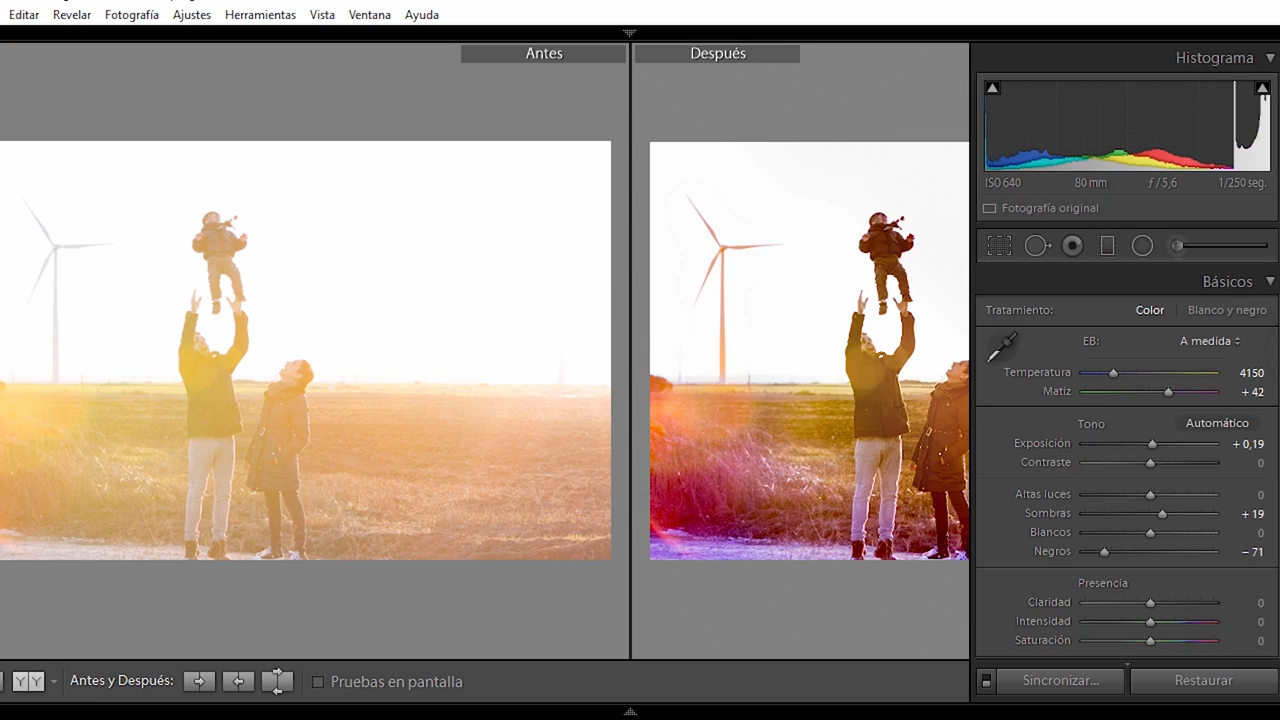 Editar Revelar Fotografía Ajustes Herramientas Vista Ventana Ayuda
Antes Después
Histograma
ISO 640 80 mm ƒ / 5,6 1/250 seg.
Fotografía original
Básicos
Tratamiento: Color Blanco y negro
EB: A medida
Temperatura 4150
Matiz + 42
Tono Automático
Exposición + 0,19
Contraste 0
Altas luces 0
Sombras + 19
Blancos 0
Negros − 71
Presencia
Claridad 0
Intensidad 0
Saturación 0
Y Y Antes y Después: Pruebas en pantalla Sincronizar... Restaurar